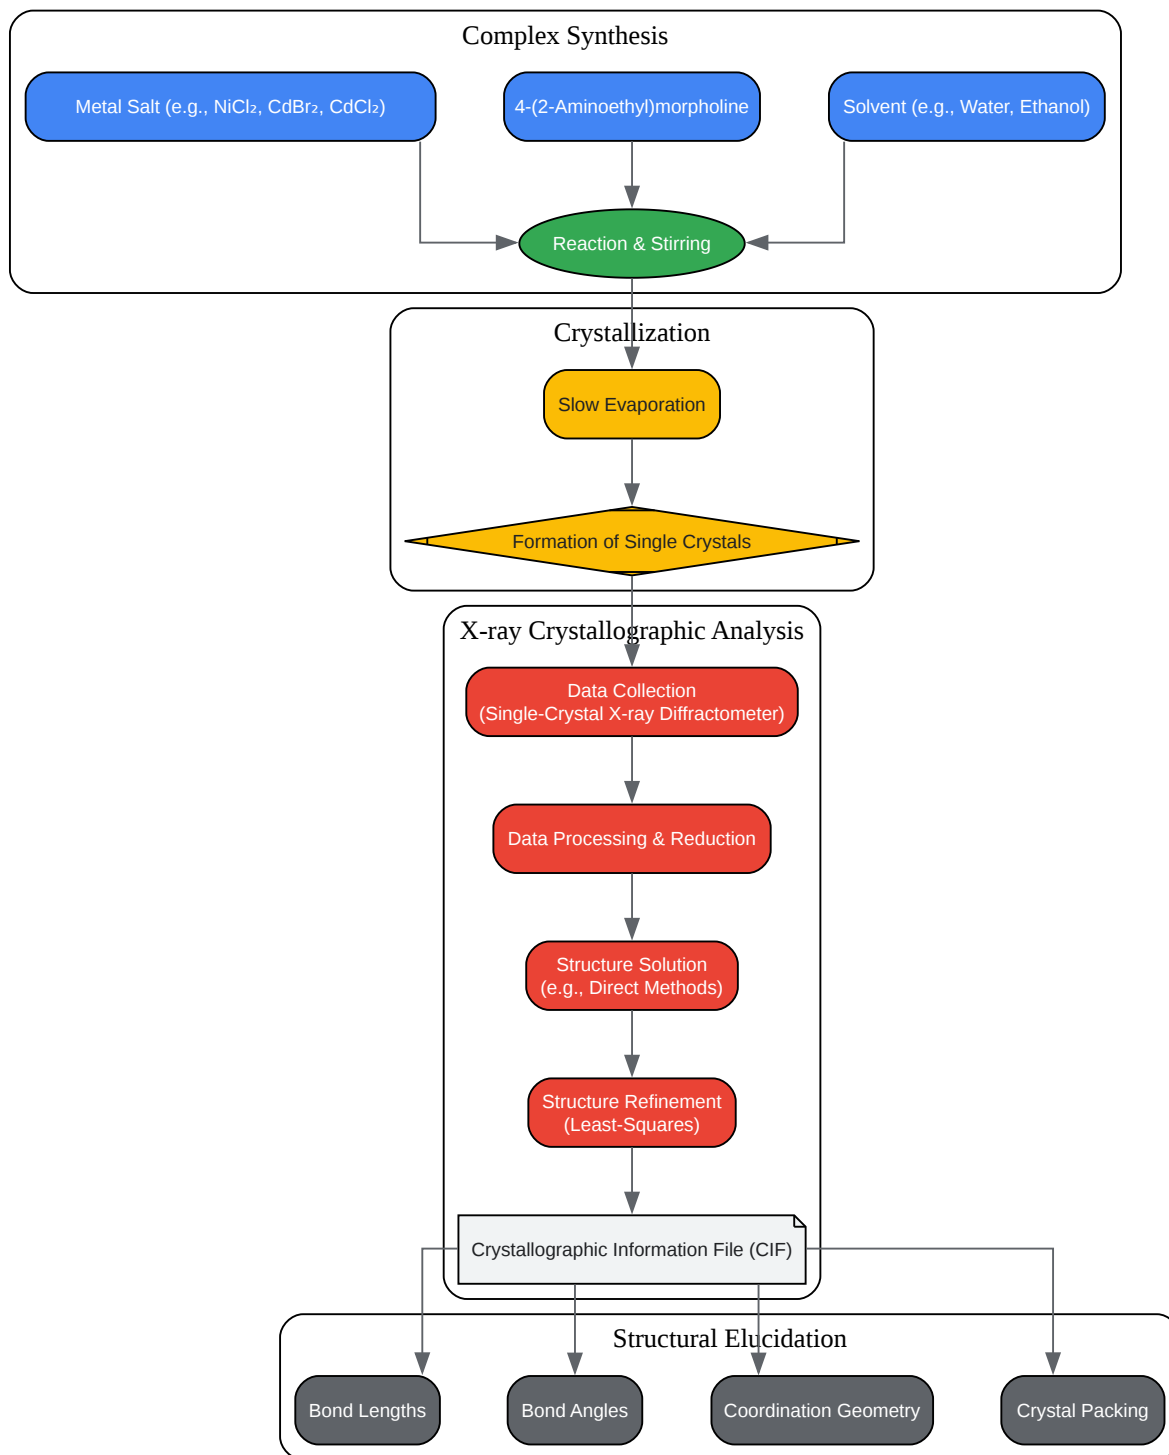 Complex Synthesis
Metal Salt (e.g., NiCl₂, CdBr₂, CdCl₂)
4-(2-Aminoethyl)morpholine
Solvent (e.g., Water, Ethanol)
Reaction & Stirring
Crystallization
Slow Evaporation
Formation of Single Crystals
X-ray Crystallographic Analysis
Data Collection
(Single-Crystal X-ray Diffractometer)
Data Processing & Reduction
Structure Solution
(e.g., Direct Methods)
Structure Refinement
(Least-Squares)
Crystallographic Information File (CIF)
Structural Elucidation
Bond Lengths
Bond Angles
Coordination Geometry
Crystal Packing